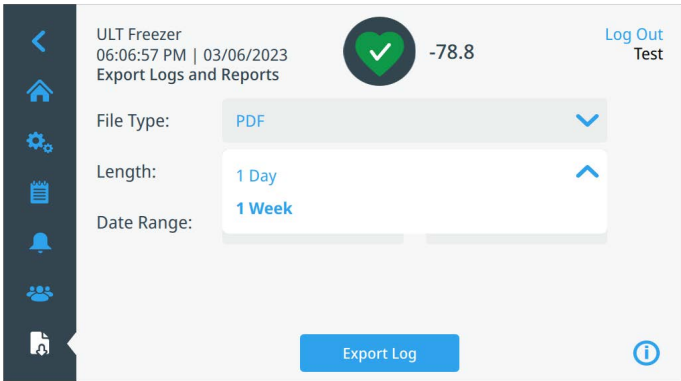 ULT Freezer
06:06:57 PM | 03/06/2023
Export Logs and Reports
-78.8
Log Out
Test
File Type: PDF
Length: 1 Day
1 Week
Date Range:
Export Log